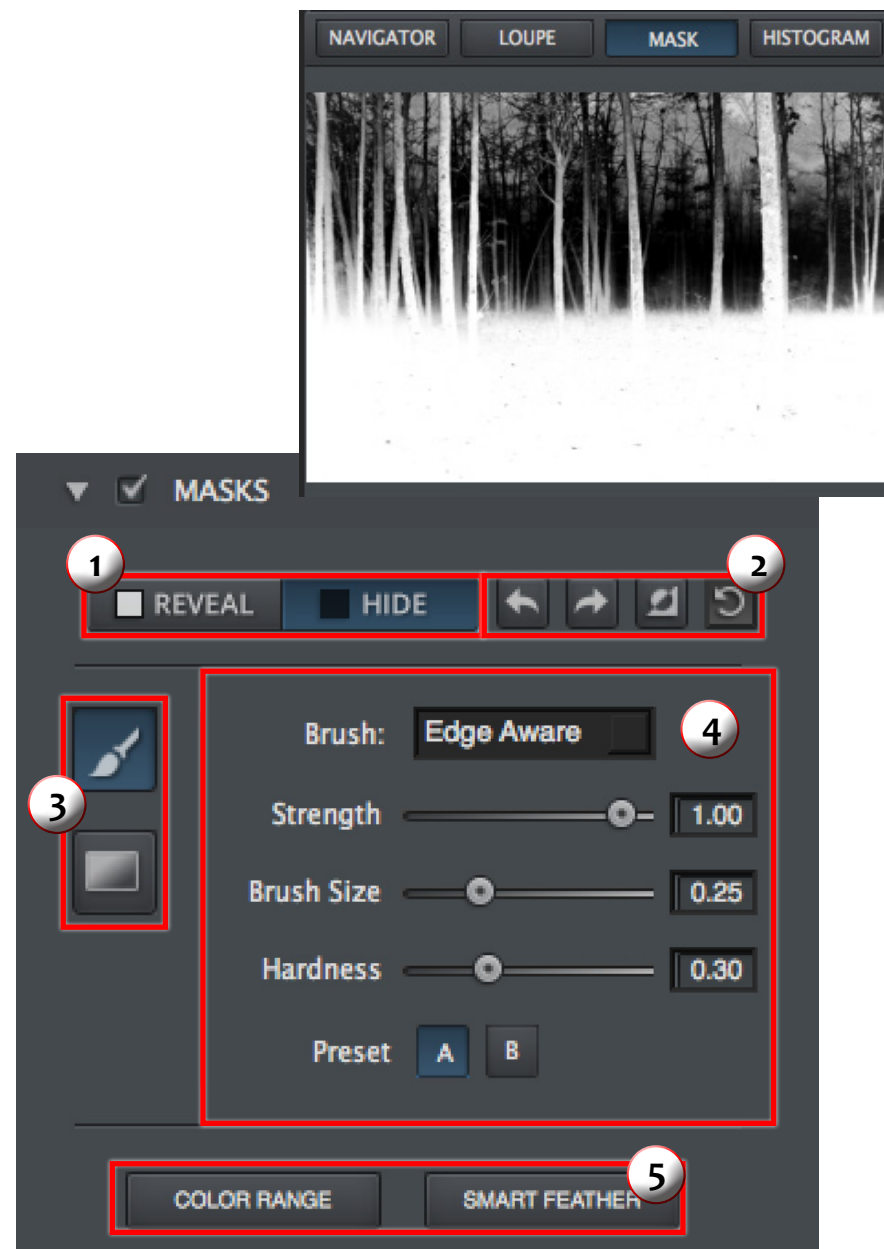 NAVIGATOR LOUPE MASK HISTOGRAM
MASKS
1 2
REVEAL HIDE
3
Brush: Edge Aware 4
Strength 1.00
Brush Size 0.25
Hardness 0.30
Preset A B
5
COLOR RANGE SMART FEATHER